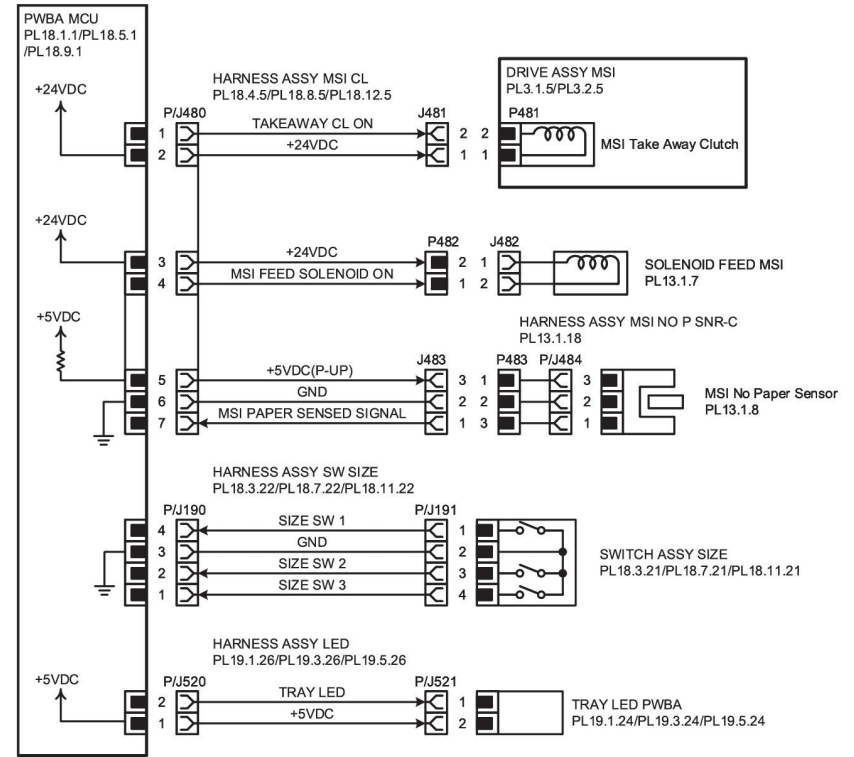 PWBA MCU
PL18.1.1/PL18.5.1
/PL18.9.1
+24VDC
HARNESS ASSY MSI CL
PL18.4.5/PL18.8.5/PL18.12.5
DRIVE ASSY MSI
PL3.1.5/PL3.2.5
P/J480
J481
P481
1 TAKEAWAY CL ON 2 2
2 +24VDC 1 1
MSI Take Away Clutch
+24VDC
P482 J482
3 +24VDC 2 1
4 MSI FEED SOLENOID ON 1 2
SOLENOID FEED MSI
PL13.1.7
+5VDC
HARNESS ASSY MSI NO P SNR-C
PL13.1.18
J483 P483 P/J484
5 +5VDC(P-UP) 3 1 3
6 GND 2 2 2
7 MSI PAPER SENSED SIGNAL 1 3 1
MSI No Paper Sensor
PL13.1.8
HARNESS ASSY SW SIZE
PL18.3.22/PL18.7.22/PL18.11.22
P/J190 P/J191
4 SIZE SW 1 1
3 GND 2
2 SIZE SW 2 3
1 SIZE SW 3 4
SWITCH ASSY SIZE
PL18.3.21/PL18.7.21/PL18.11.21
HARNESS ASSY LED
PL19.1.26/PL19.3.26/PL19.5.26
+5VDC
P/J520 P/J521
2 TRAY LED 1
1 +5VDC 2
TRAY LED PWBA
PL19.1.24/PL19.3.24/PL19.5.24